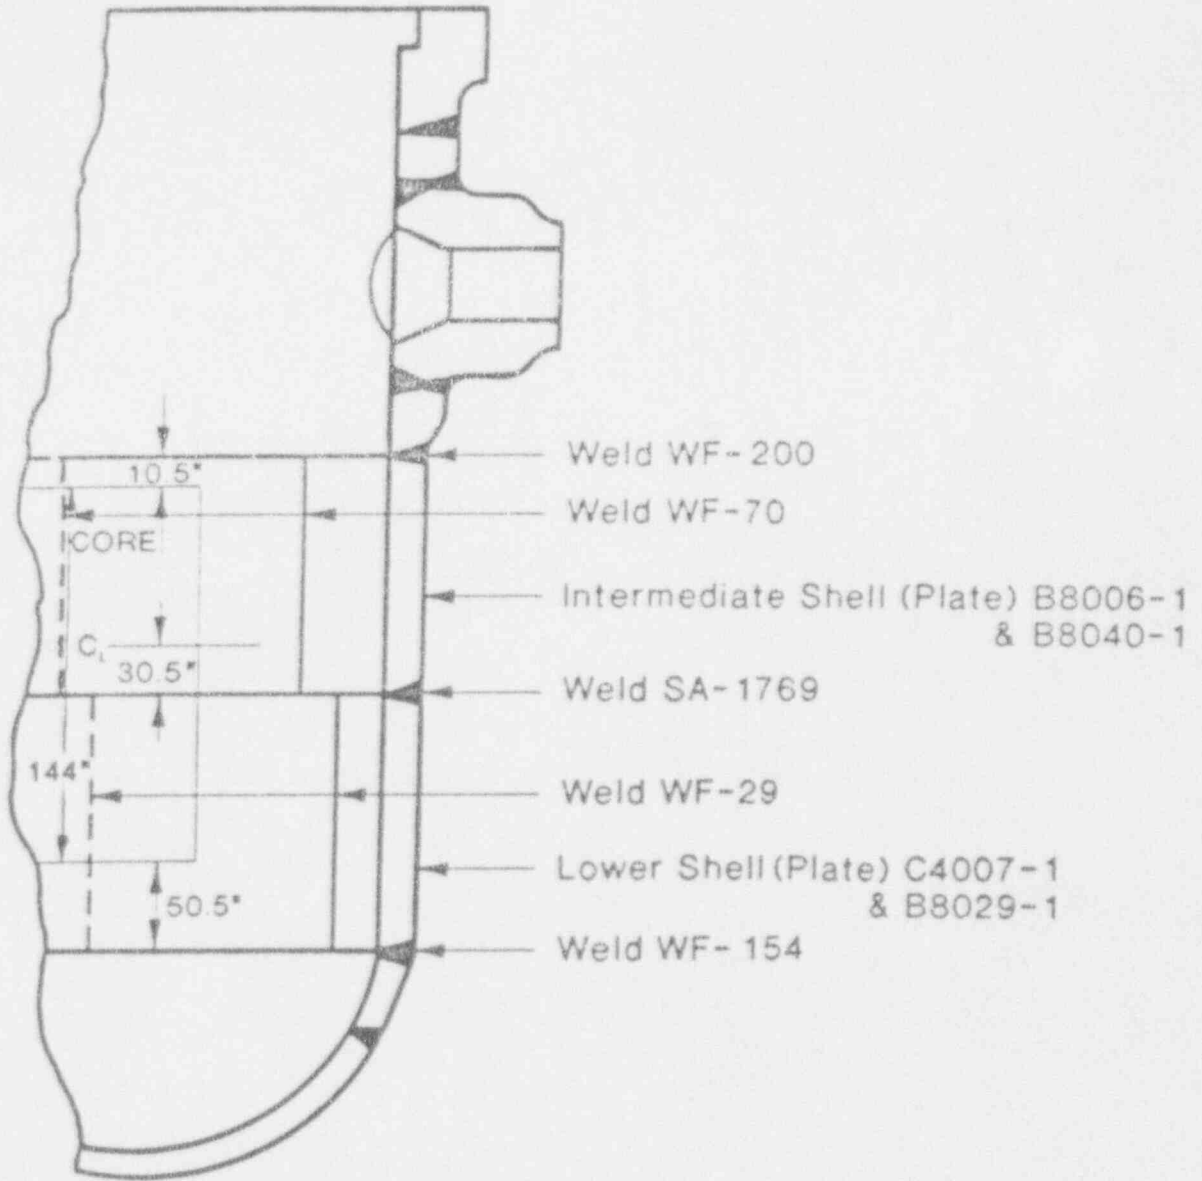 Weld WF-200
10.5"
Weld WF-70
CORE
Intermediate Shell (Plate) B8006-1
& B8040-1
CL
30.5"
Weld SA-1769
144"
Weld WF-29
Lower Shell (Plate) C4007-1
& B8029-1
50.5"
Weld WF-154